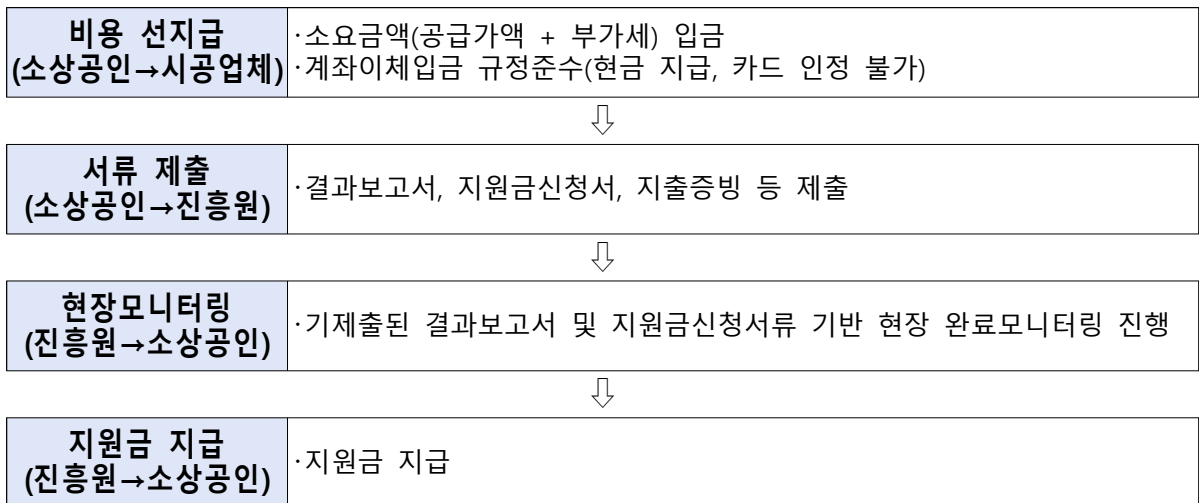 비용 선지급
(소상공인→시공업체)
·소요금액(공급가액 + 부가세) 입금
·계좌이체입금 규정준수(현금 지급, 카드 인정 불가)
⇩
서류 제출
(소상공인→진흥원)
·결과보고서, 지원금신청서, 지출증빙 등 제출
⇩
현장모니터링
(진흥원→소상공인)
·기제출된 결과보고서 및 지원금신청서류 기반 현장 완료모니터링 진행
⇩
지원금 지급
(진흥원→소상공인)
·지원금 지급